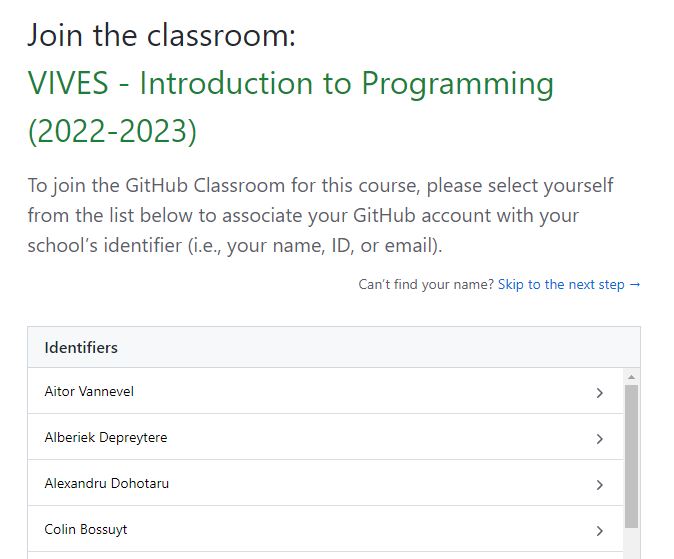 Join the classroom:
VIVES - Introduction to Programming
(2022-2023)
To join the GitHub Classroom for this course, please select yourself
from the list below to associate your GitHub account with your
school’s identifier (i.e., your name, ID, or email).
Can’t find your name? Skip to the next step →
Identifiers
Aitor Vannevel
Alberiek Depreytere
Alexandru Dohotaru
Colin Bossuyt